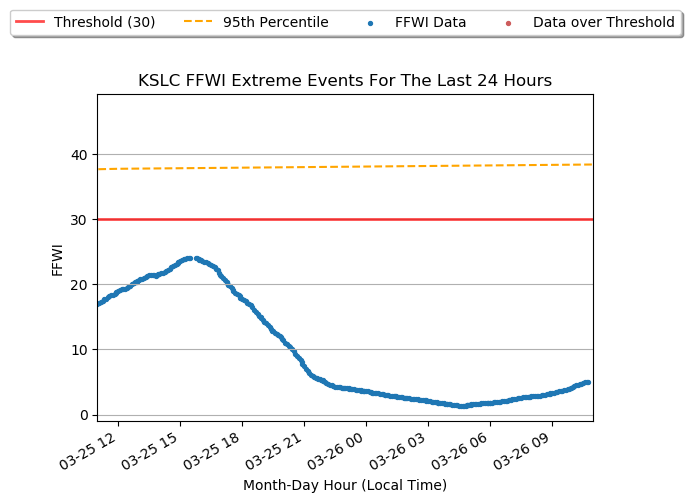 Threshold (30) 95th Percentile FFWI Data Data over Threshold
KSLC FFWI Extreme Events For The Last 24 Hours
40
30
20
10
0
FFWI
03-25 12 03-25 15 03-25 18 03-25 21 03-26 00 03-26 03 03-26 06 03-26 09
Month-Day Hour (Local Time)